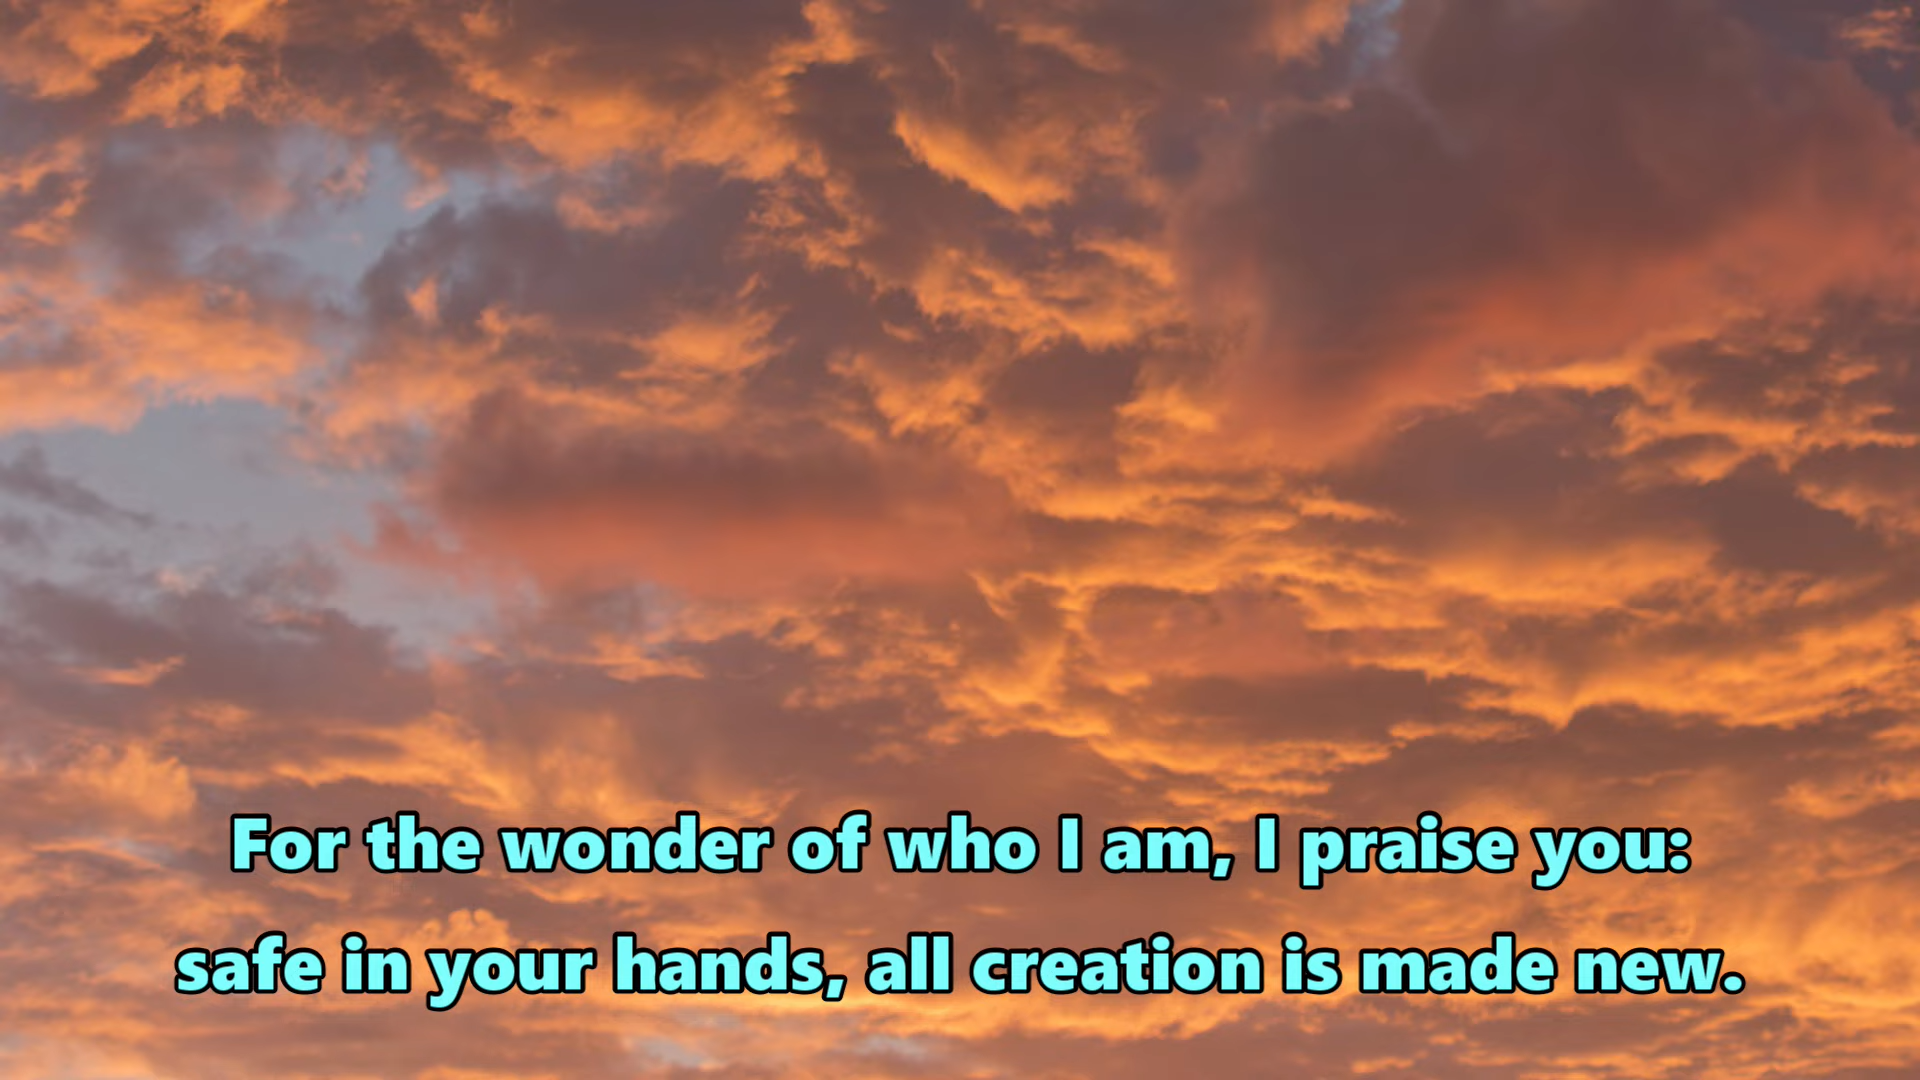 For the wonder of who I am, I praise you:
safe in your hands, all creation is made new.